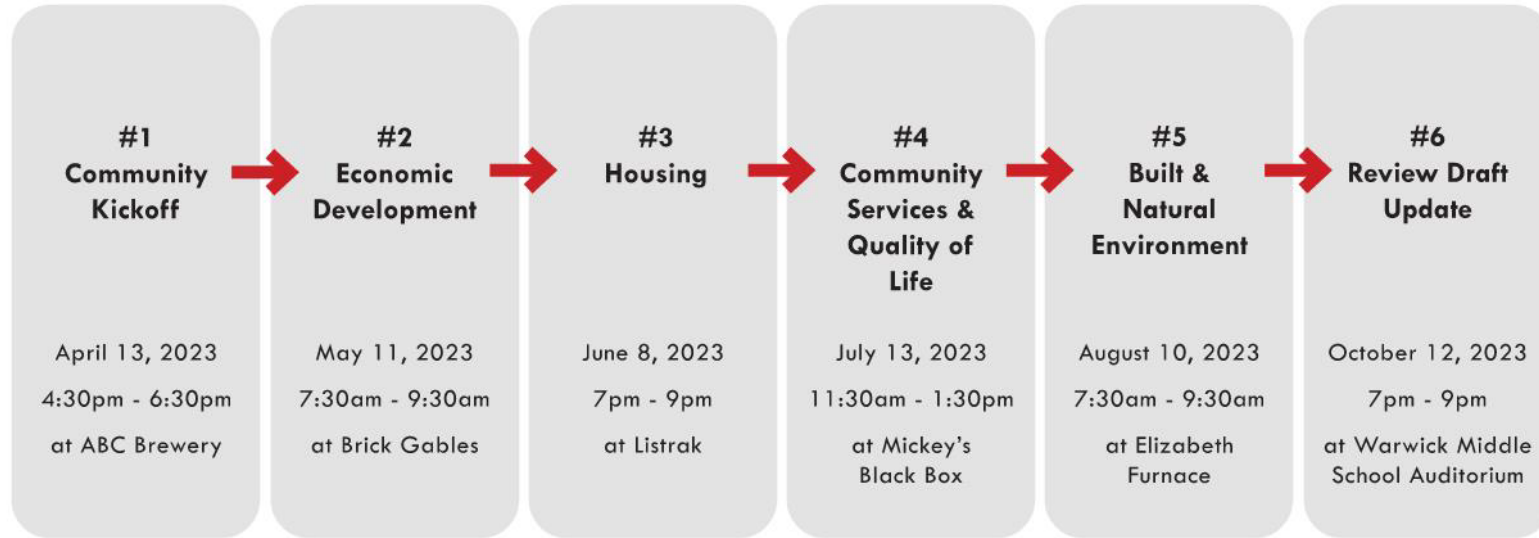 #1
Community
Kickoff
April 13, 2023
4:30pm - 6:30pm
at ABC Brewery
#2
Economic
Development
May 11, 2023
7:30am - 9:30am
at Brick Gables
#3
Housing
June 8, 2023
7pm - 9pm
at Listrak
#4
Community
Services &
Quality of
Life
July 13, 2023
11:30am - 1:30pm
at Mickey’s
Black Box
#5
Built &
Natural
Environment
August 10, 2023
7:30am - 9:30am
at Elizabeth
Furnace
#6
Review Draft
Update
October 12, 2023
7pm - 9pm
at Warwick Middle
School Auditorium